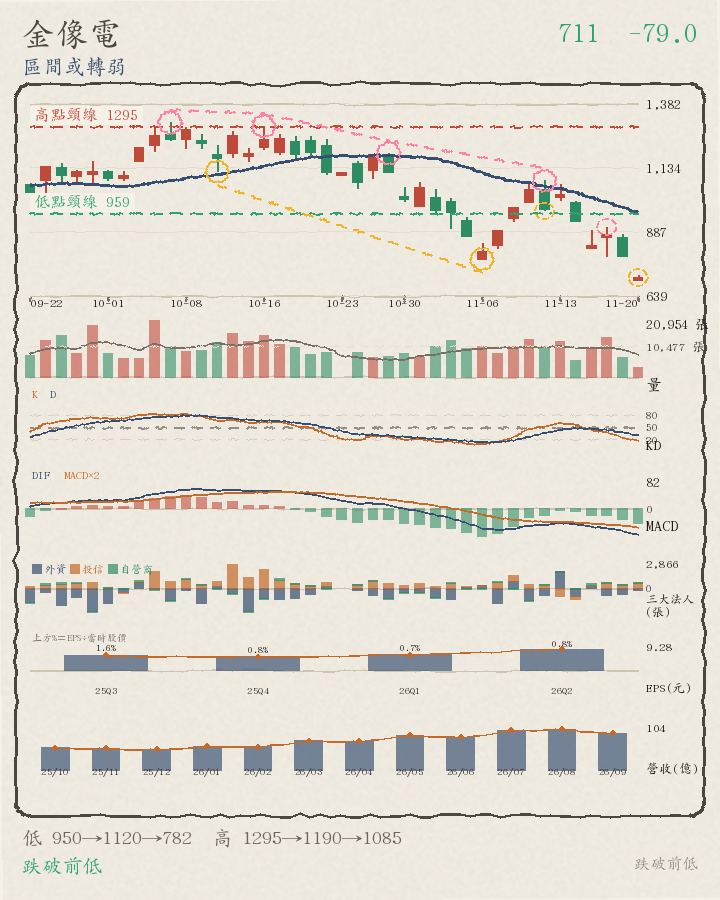 金像電
711 -79.0
區間或轉弱
1,382
高點頸線 1295
1,134
低點頸線 959
887
639
09-22 10-01 10-08 10-16 10-23 10-30 11-06 11-13 11-20
20,954 張
10,477 張
量
K D
80
50
20
KD
DIF MACD×2
82
0
MACD
外資 投信 自營商
2,866
0
三大法人
(張)
上方%=EPS÷當時股價
1.6% 0.8% 0.7% 0.8%
9.28
25Q3 25Q4 26Q1 26Q2
EPS(元)
104
25/10 25/11 25/12 26/01 26/02 26/03 26/04 26/05 26/06 26/07 26/08 26/09
營收(億)
低 950→1120→782 高 1295→1190→1085
跌破前低
跌破前低